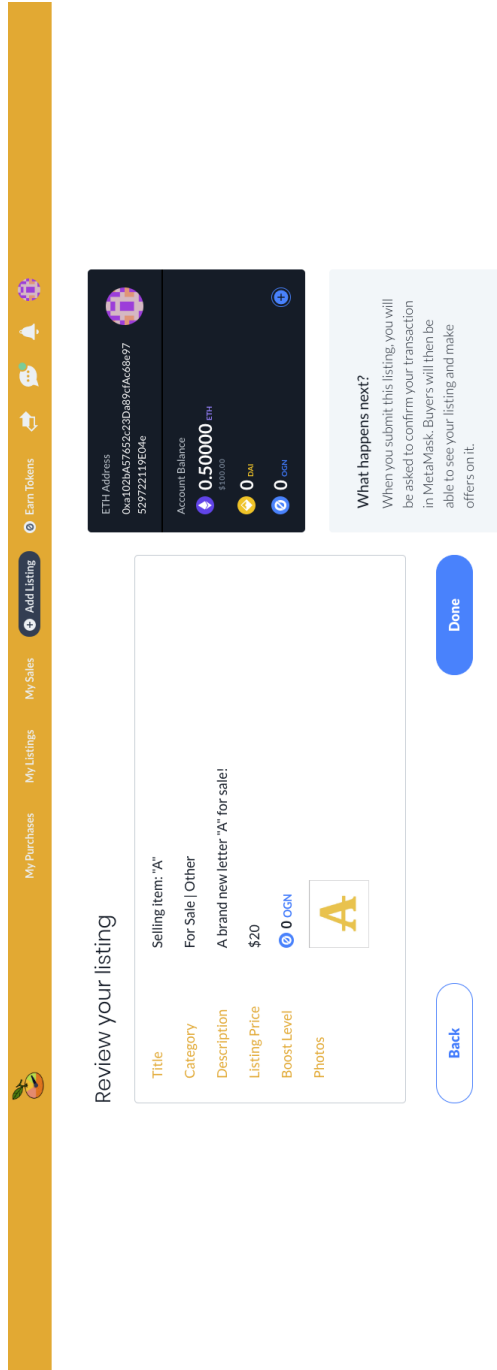 My Purchases
My Listings
My Sales
Add Listing
Earn Tokens
Review your listing
Title
Selling item: "A"
Category
For Sale | Other
Description
A brand new letter "A" for sale!
Listing Price
$20
Boost Level
0 OGN
Photos
A
Back
Done
ETH Address
0xa102bA57652c23Da89cfAc68e97
529722119E04e
Account Balance
0.50000 ETH
$100.00
0 DAI
0 OGN
What happens next?
When you submit this listing, you will
be asked to confirm your transaction
in MetaMask. Buyers will then be
able to see your listing and make
offers on it.